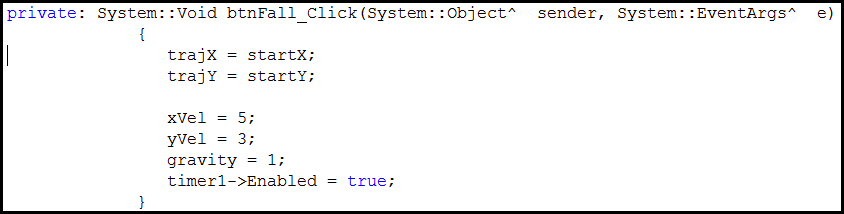 private: System::Void btnFall_Click(System::Object^  sender, System::EventArgs^  e)
{
trajX = startX;
trajY = startY;
xVel = 5;
yVel = 3;
gravity = 1;
timer1->Enabled = true;
}